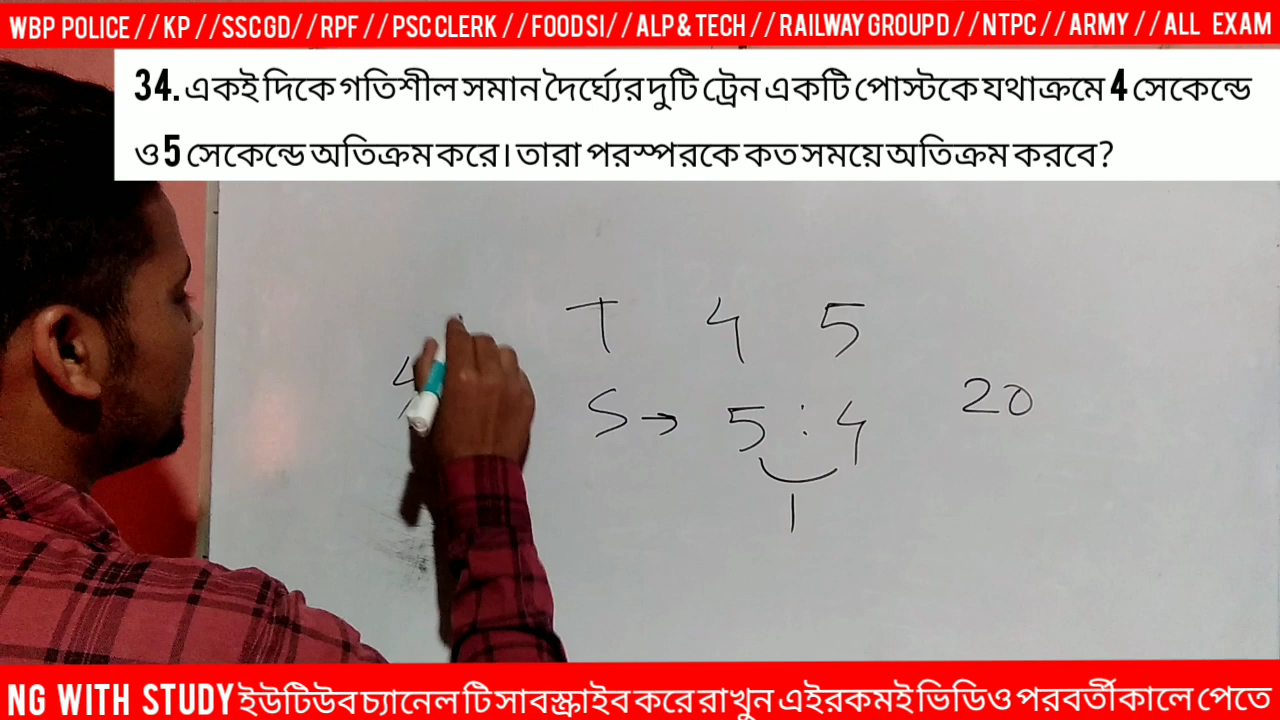 WBP POLICE // KP // SSC GD // RPF // PSC CLERK // FOOD SI // ALP & TECH // RAILWAY GROUP D // NTPC // ARMY // ALL EXAM
34. একই দিকে গতিশীল সমান দৈর্ঘ্যের দুটি ট্রেন একটি পোস্টকে যথাক্রমে 4 সেকেন্ডে
ও 5 সেকেন্ডে অতিক্রম করে। তারা পরস্পরকে কত সময়ে অতিক্রম করবে?
T 4 5
S → 5 : 4 20
1
NG WITH STUDY ইউটিউব চ্যানেল টি সাবস্ক্রাইব করে রাখুন এইরকমই ভিডিও পরবর্তীকালে পেতে